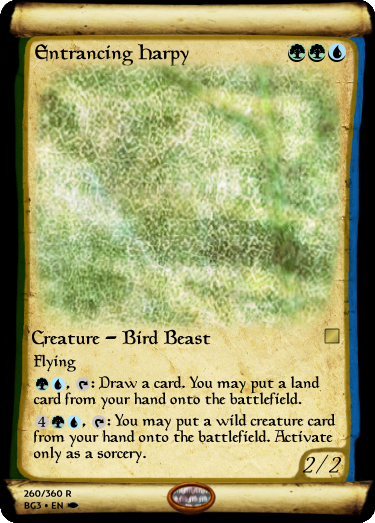 Entrancing Harpy
Creature – Bird Beast
Flying
, : Draw a card. You may put a land
card from your hand onto the battlefield.
4 , : You may put a wild creature card
from your hand onto the battlefield. Activate
only as a sorcery.
2/2
260/360 R
BG3 • EN